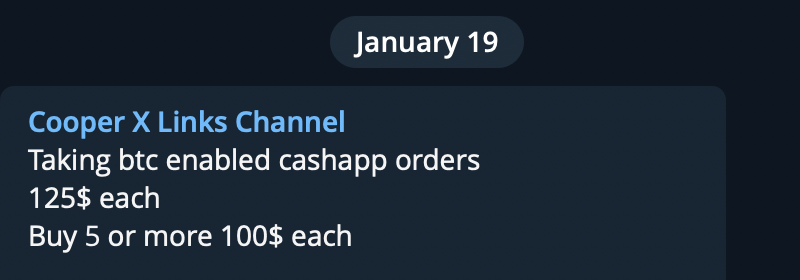 January 19
Cooper X Links Channel
Taking btc enabled cashapp orders
125$ each
Buy 5 or more 100$ each